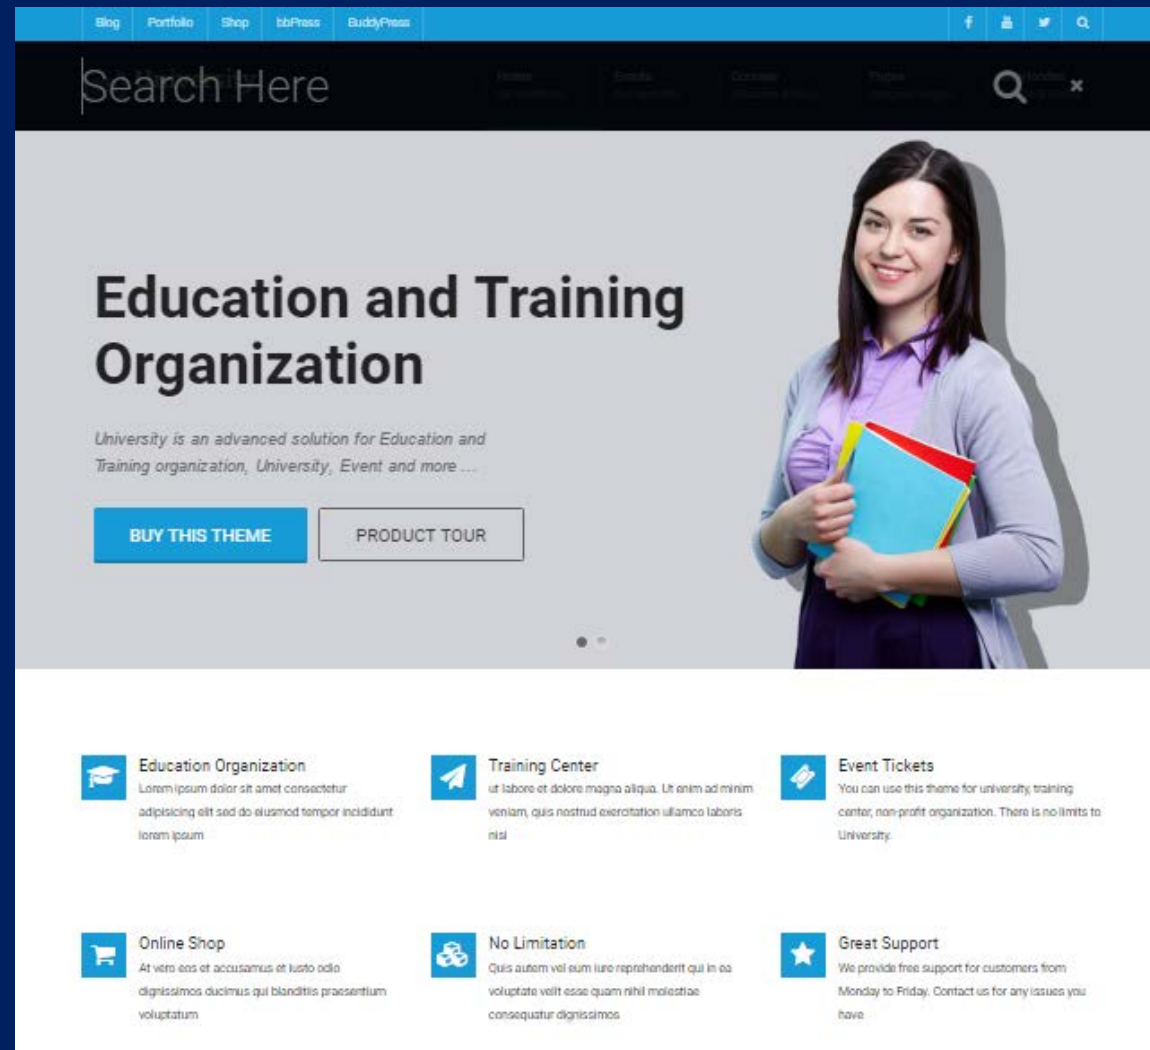 Blog Portfolio Shop bbPress BuddyPress
Search Here
Education and Training
Organization
University is an advanced solution for Education and
Training organization, University, Event and more ...
BUY THIS THEME PRODUCT TOUR
Education Organization
Lorem ipsum dolor sit amet consectetur
adipisicing elit sed do eiusmod tempor incididunt
lorem ipsum
Training Center
ut labore et dolore magna aliqua. Ut enim ad minim
veniam, quis nostrud exercitation ullamco laboris
nisi
Event Tickets
You can use this theme for university, training
center, non-profit organization. There is no limits to
University.
Online Shop
At vero eos et accusamus et iusto odio
dignissimos ducimus qui blanditiis praesentium
voluptatum
No Limitation
Quis autem vel eum iure reprehenderit qui in ea
voluptate velit esse quam nihil molestiae
consequatur dignissimos
Great Support
We provide free support for customers from
Monday to Friday. Contact us for any issues you
have